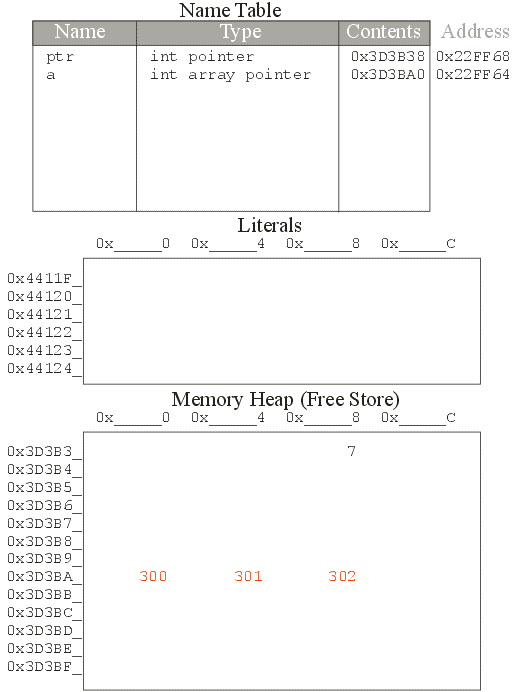 Name Table
Name Type Contents Address
ptr int pointer 0x3D3B38 0x22FF68
a int array pointer 0x3D3BA0 0x22FF64
Literals
0x_____0 0x_____4 0x_____8 0x_____C
0x4411F_
0x44120_
0x44121_
0x44122_
0x44123_
0x44124_
Memory Heap (Free Store)
0x_____0 0x_____4 0x_____8 0x_____C
0x3D3B3_ 7
0x3D3B4_
0x3D3B5_
0x3D3B6_
0x3D3B7_
0x3D3B8_
0x3D3B9_
0x3D3BA_ 300 301 302
0x3D3BB_
0x3D3BC_
0x3D3BD_
0x3D3BE_
0x3D3BF_